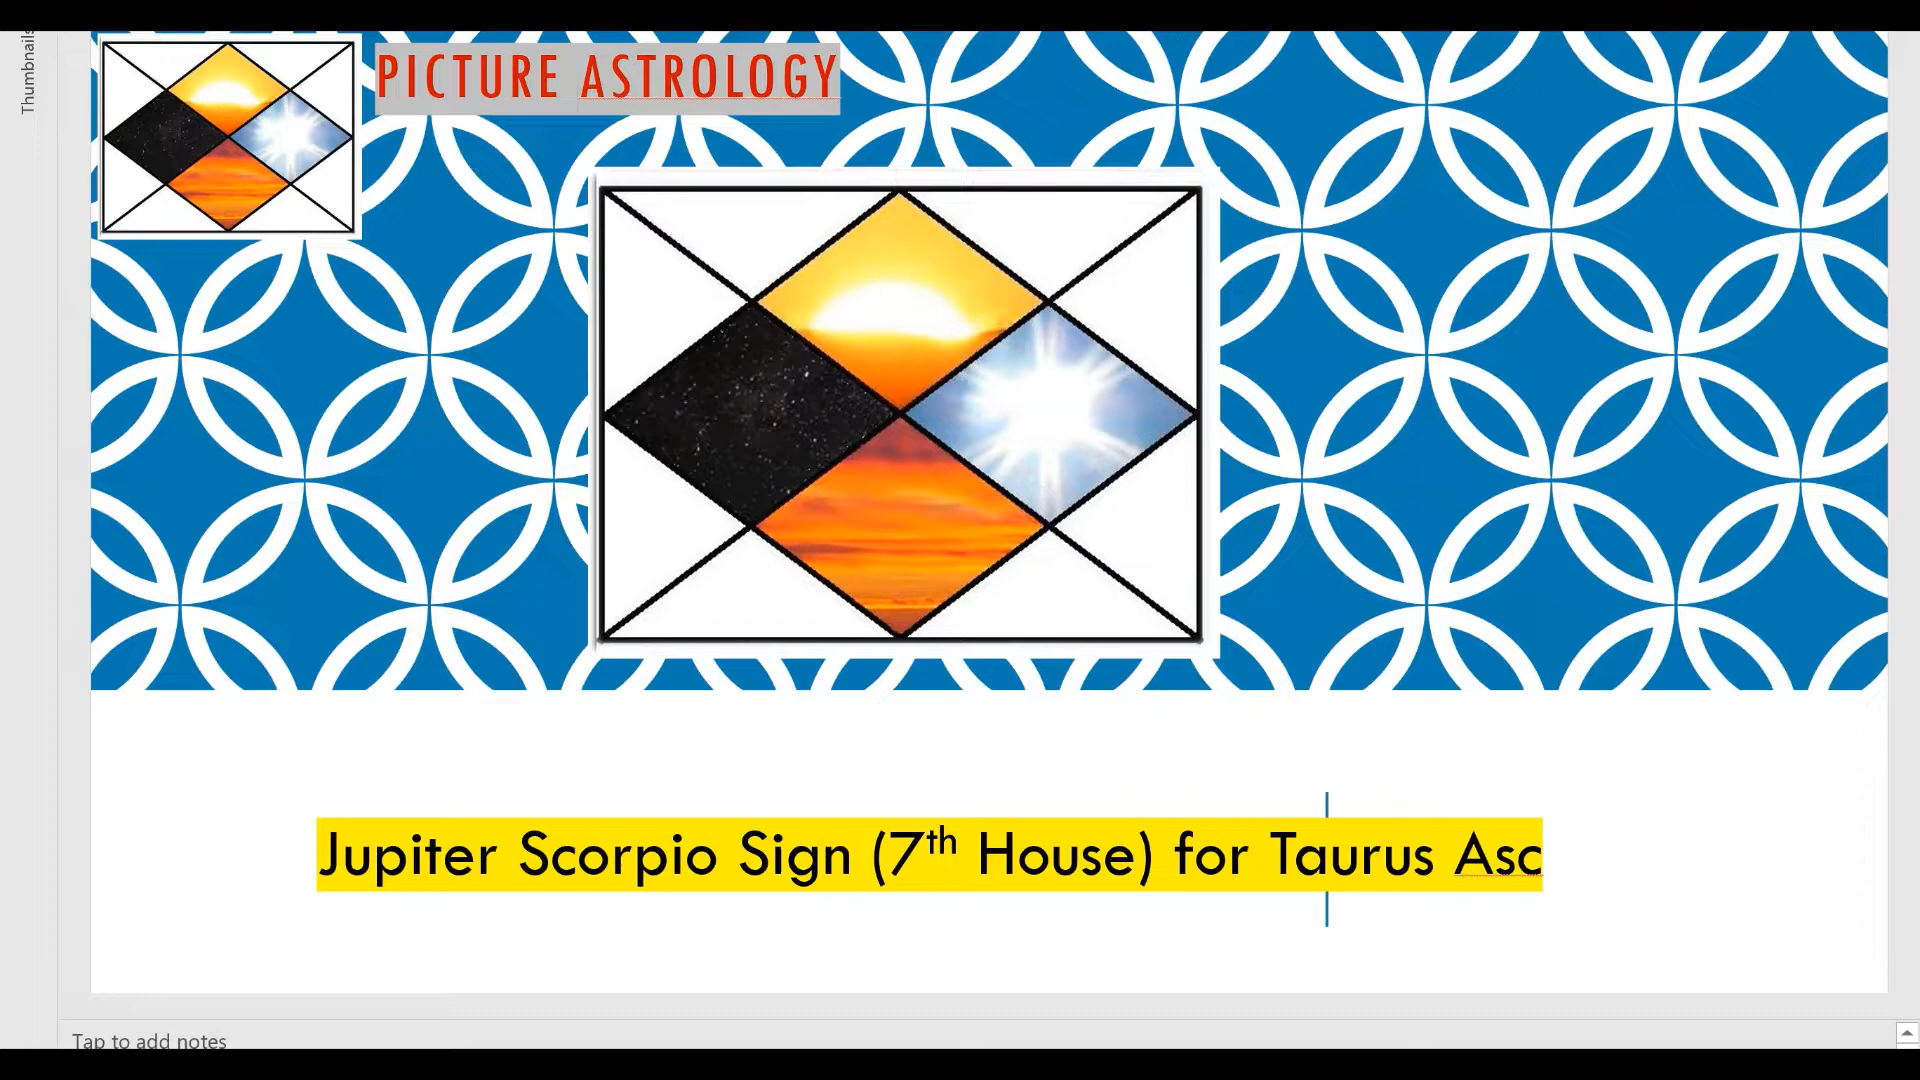 Thumbnails
PICTURE ASTROLOGY
Jupiter Scorpio Sign (7th House) for Taurus Asc
Tap to add notes